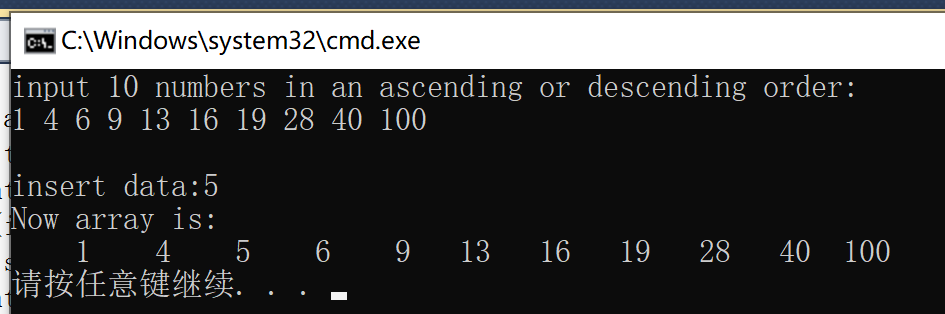 C:\Windows\system32\cmd.exe
input 10 numbers in an ascending or descending order:
1 4 6 9 13 16 19 28 40 100
insert data:5
Now array is:
1 4 5 6 9 13 16 19 28 40 100
请按任意键继续. . .